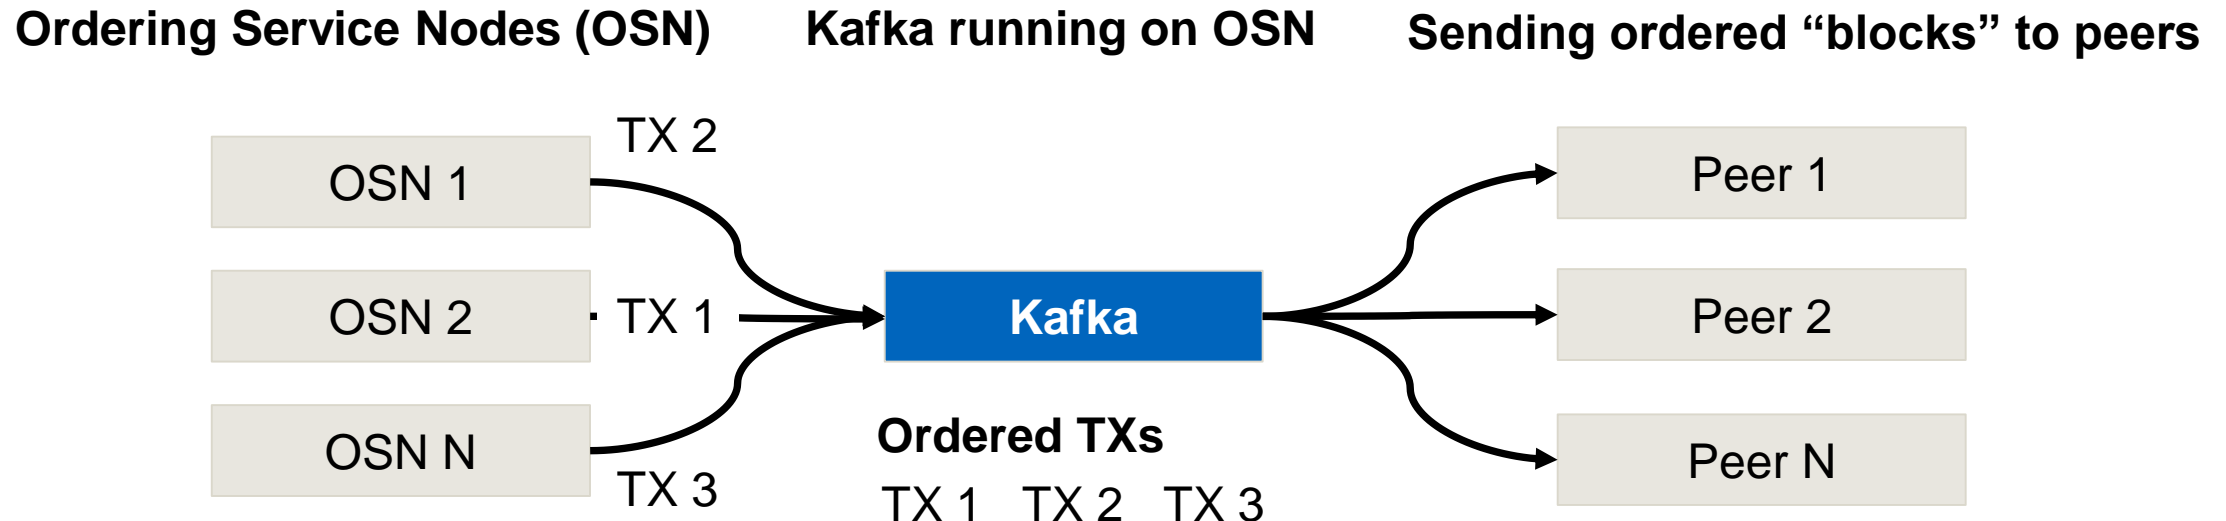 Ordering Service Nodes (OSN)
Kafka running on OSN
Sending ordered “blocks” to peers
TX 2
OSN 1
Peer 1
OSN 2
TX 1
Kafka
Peer 2
OSN N
TX 3
Ordered TXs
TX 1 TX 2 TX 3
Peer N